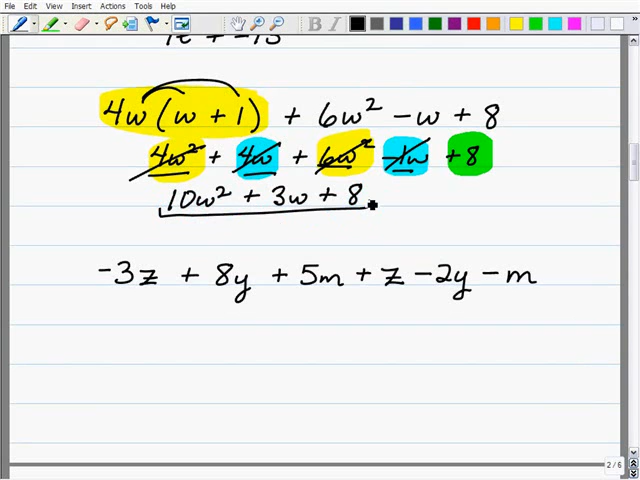 File Edit View Insert Actions Tools Help
4w(w + 1) + 6w² - w + 8
4w² + 4w + 6w² - 1w + 8
10w² + 3w + 8
-3z + 8y + 5m + z - 2y - m
2 / 6